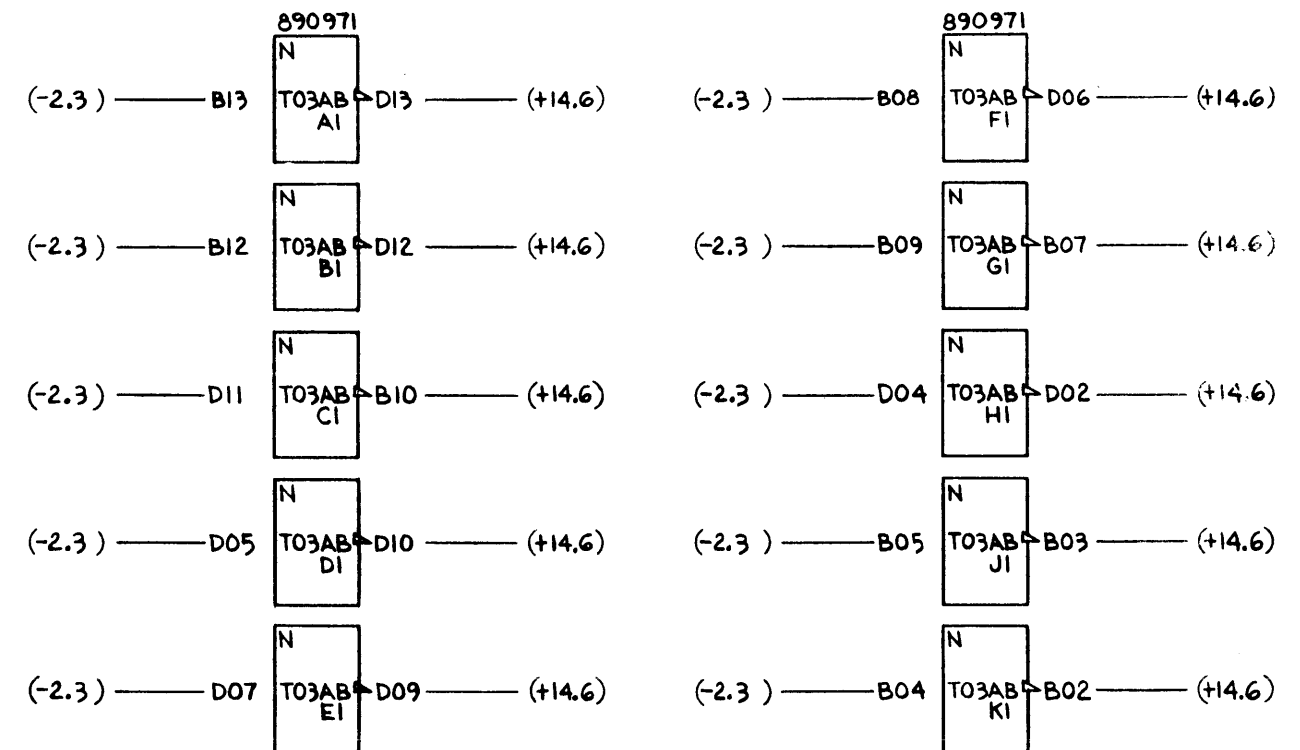 890971
N
(-2.3 ) B13 T03AB D13 (+14.6)
A1
N
(-2.3 ) B12 T03AB D12 (+14.6)
B1
N
(-2.3 ) D11 T03AB B10 (+14.6)
C1
N
(-2.3 ) D05 T03AB D10 (+14.6)
D1
N
(-2.3 ) D07 T03AB D09 (+14.6)
E1
890971
N
(-2.3 ) B08 T03AB D06 (+14.6)
F1
N
(-2.3 ) B09 T03AB B07 (+14.6)
G1
N
(-2.3 ) D04 T03AB D02 (+14.6)
H1
N
(-2.3 ) B05 T03AB B03 (+14.6)
J1
N
(-2.3 ) B04 T03AB B02 (+14.6)
K1